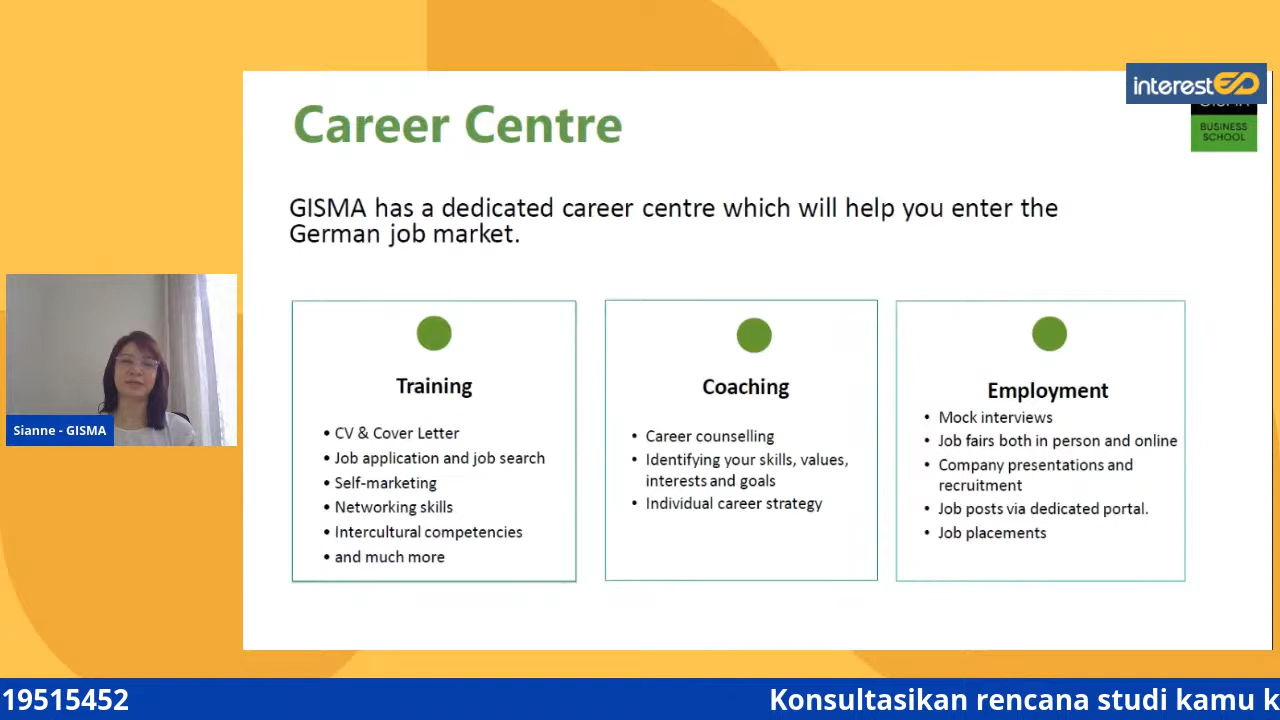 interestED
Career Centre
BUSINESS
SCHOOL
GISMA has a dedicated career centre which will help you enter the
German job market.
Training
• CV & Cover Letter
• Job application and job search
• Self-marketing
• Networking skills
• Intercultural competencies
• and much more
Coaching
• Career counselling
• Identifying your skills, values,
interests and goals
• Individual career strategy
Employment
• Mock interviews
• Job fairs both in person and online
• Company presentations and
recruitment
• Job posts via dedicated portal.
• Job placements
Sianne - GISMA
19515452 Konsultasikan rencana studi kamu k